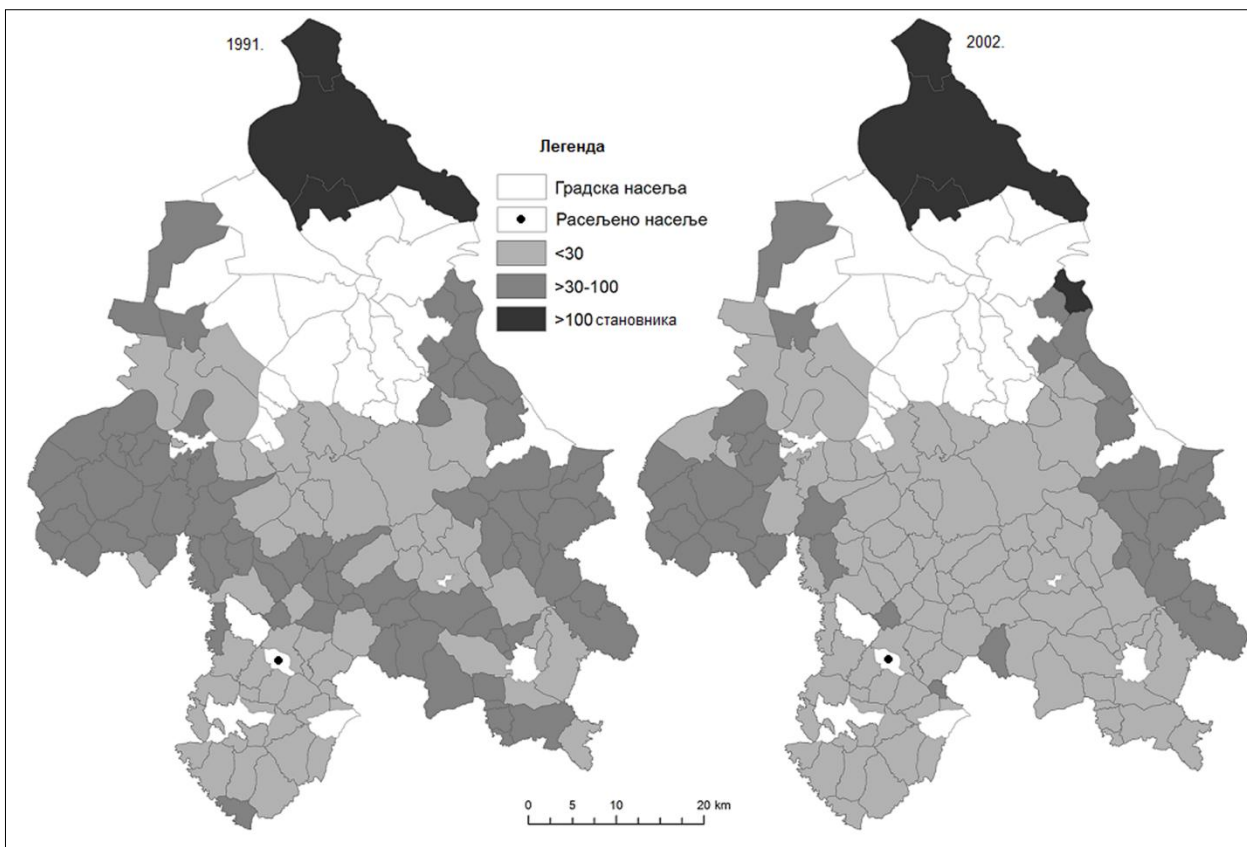 1991.
2002.
Легенда
Градска насеља
Расељено насеље
<30
>30-100
>100 становника
0 5 10 20 km